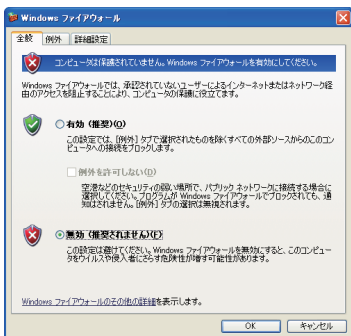 Windows ファイアウォール
全般 例外 詳細設定
コンピュータは保護されていません。Windows ファイアウォールを有効にしてください。
Windows ファイアウォールでは、承認されていないユーザーによるインターネットまたはネットワーク経
由のアクセスを阻止することにより、コンピュータの保護に役立てます。
有効 (推奨)(O)
この設定では、[例外] タブで選択されたものを除くすべての外部ソースからのこのコン
ピュータへの接続をブロックします。
例外を許可しない(D)
空港などのセキュリティの弱い場所で、パブリック ネットワークに接続する場合に
選択してください。プログラムが Windows ファイアウォールでブロックされても、通
知はされません。[例外] タブの選択は無視されます。
無効 (推奨されません)(F)
この設定は避けてください。Windows ファイアウォールを無効にすると、このコンピュー
タをウイルスや侵入者にさらす危険性が増す可能性があります。
Windows ファイアウォールのその他の詳細を表示します。
OK キャンセル